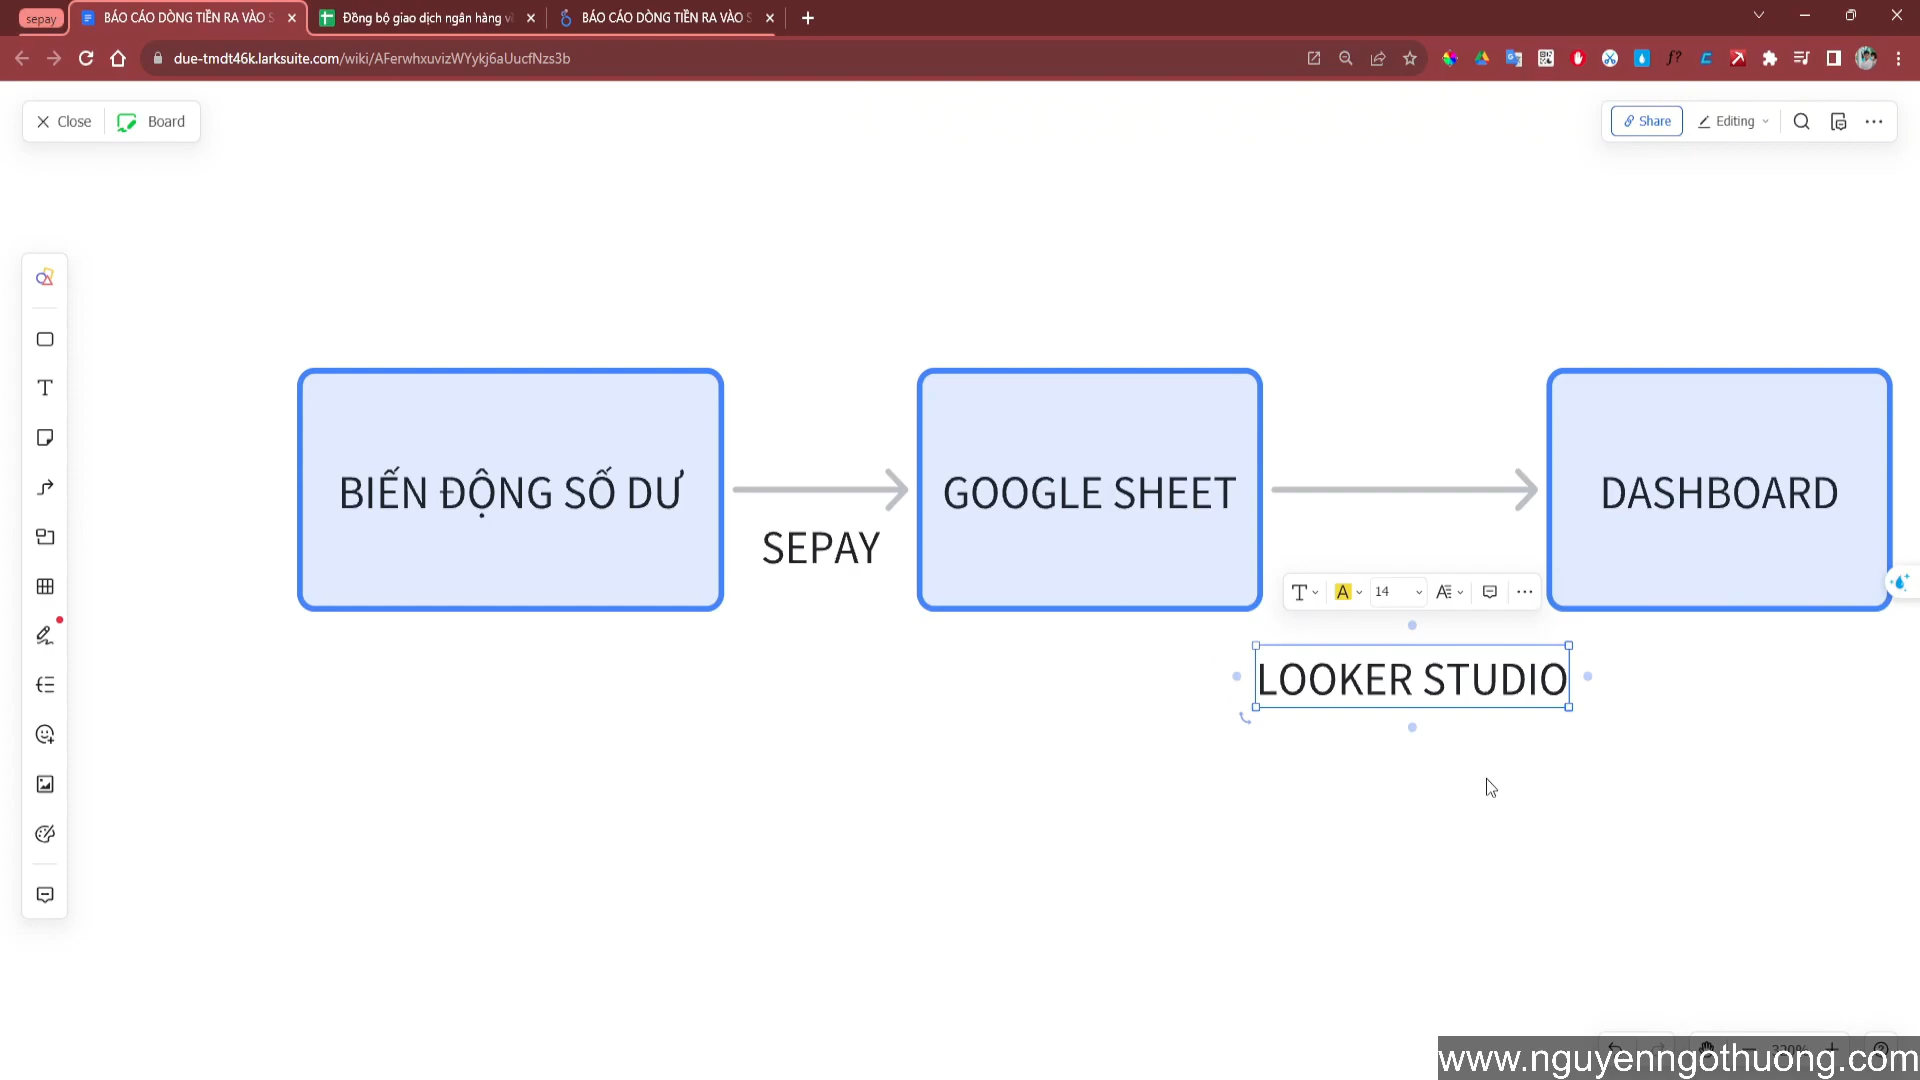 sepay
BÁO CÁO DÒNG TIỀN RA VÀO S
Đồng bộ giao dịch ngân hàng v
BÁO CÁO DÒNG TIỀN RA VÀO S
due-tmdt46k.larksuite.com/wiki/AFerwhxuvizWYykj6aUucfNzs3b
Close
Board
Share
Editing
BIẾN ĐỘNG SỐ DƯ
SEPAY
GOOGLE SHEET
DASHBOARD
14
LOOKER STUDIO
www.nguyenngothuong.com